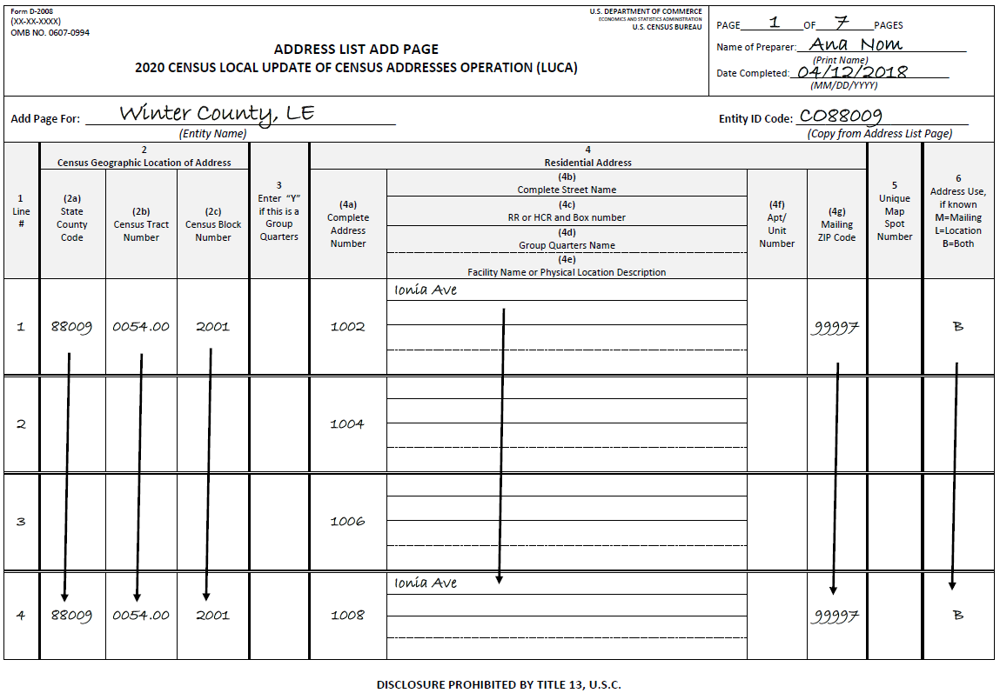 Form D-2008
(XX-XX-XXXX)
OMB NO. 0607-0994
U.S. DEPARTMENT OF COMMERCE
ECONOMICS AND STATISTICS ADMINISTRATION
U.S. CENSUS BUREAU
ADDRESS LIST ADD PAGE
2020 CENSUS LOCAL UPDATE OF CENSUS ADDRESSES OPERATION (LUCA)
PAGE 1 OF 7 PAGES
Name of Preparer: Ana Nom
(Print Name)
Date Completed: 04/12/2018
(MM/DD/YYYY)
Add Page For: Winter County, LE
(Entity Name)
Entity ID Code: CO88009
(Copy from Address List Page)
1
Line
#
2
Census Geographic Location of Address
(2a)
State
County
Code
(2b)
Census Tract
Number
(2c)
Census Block
Number
3
Enter "Y"
if this is a
Group
Quarters
4
Residential Address
(4a)
Complete
Address
Number
(4b)
Complete Street Name
(4c)
RR or HCR and Box number
(4d)
Group Quarters Name
(4e)
Facility Name or Physical Location Description
(4f)
Apt/
Unit
Number
(4g)
Mailing
ZIP Code
5
Unique
Map
Spot
Number
6
Address Use,
if known
M=Mailing
L=Location
B=Both
Ionia Ave
1 88009 0054.00 2001 1002 99997 B
2 1004
3 1006
Ionia Ave
4 88009 0054.00 2001 1008 99997 B
DISCLOSURE PROHIBITED BY TITLE 13, U.S.C.